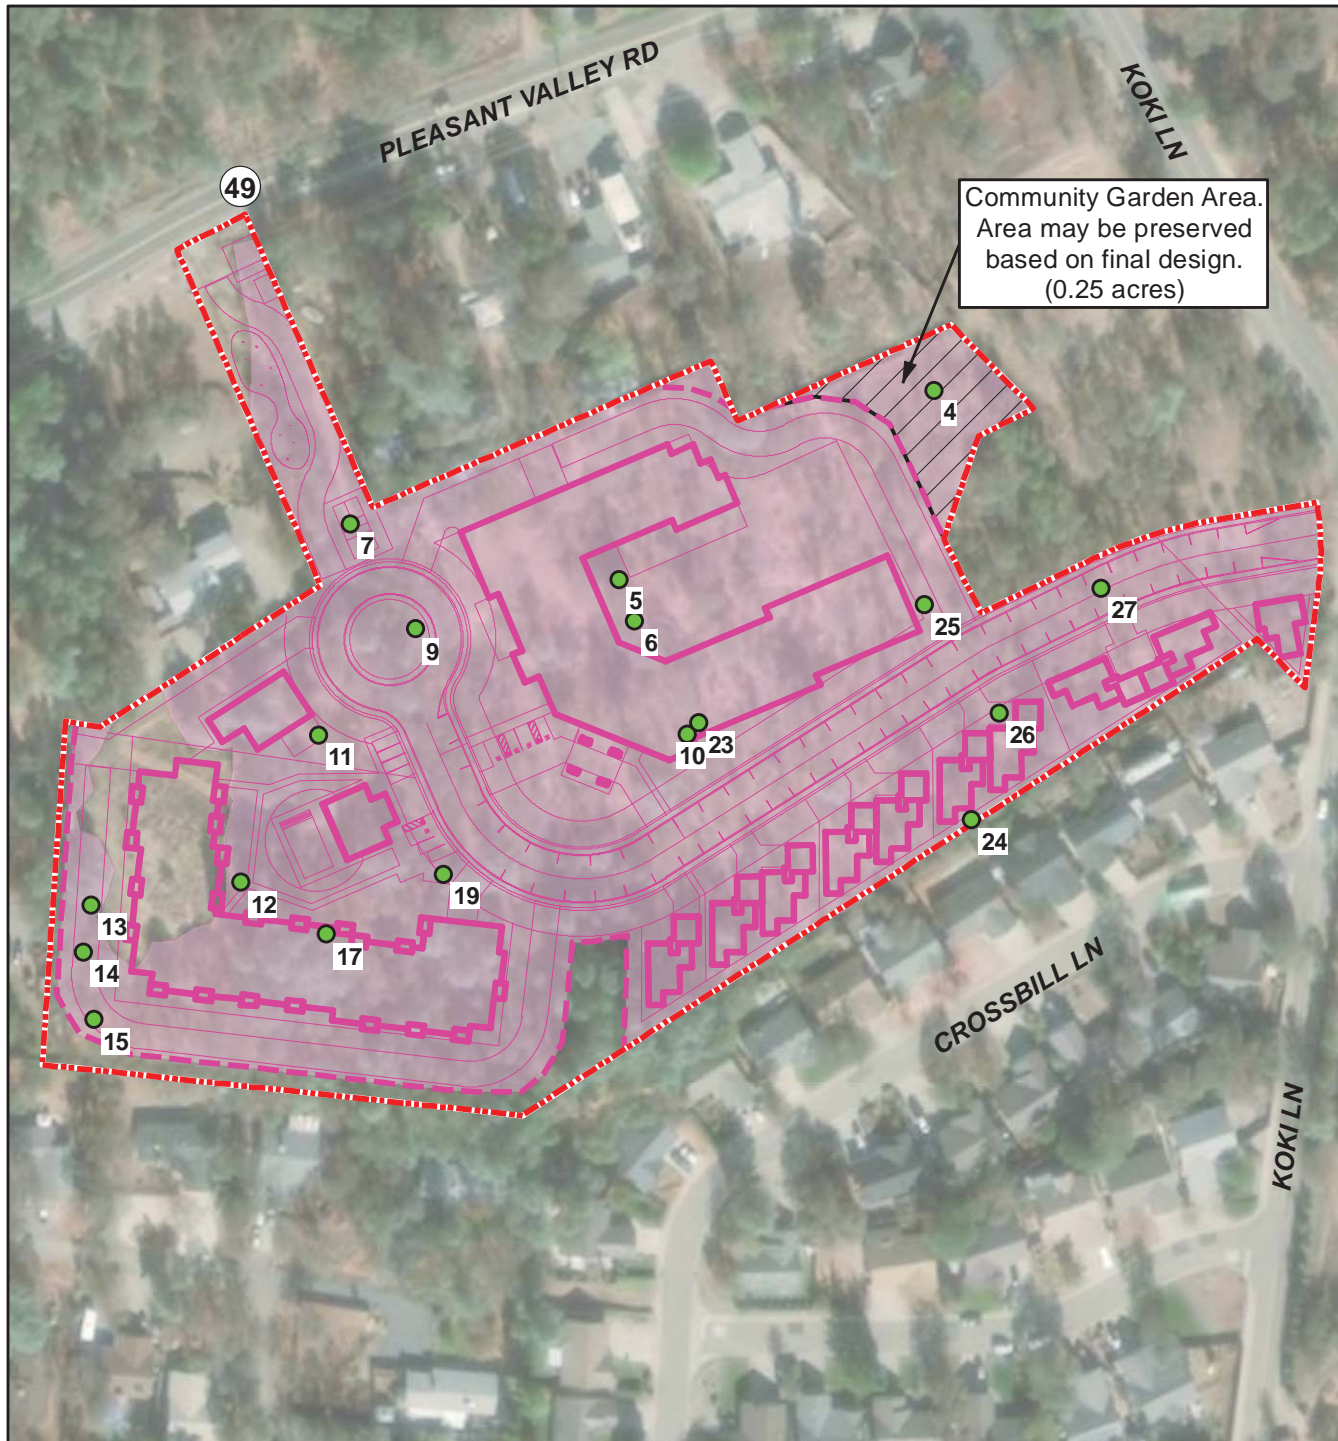 PLEASANT VALLEY RD
KOKI LN
49
Community Garden Area.
Area may be preserved
based on final design.
(0.25 acres)
4
7
5
6
25
27
9
26
10
23
11
24
19
12
13
17
14
15
CROSSBILL LN
KOKI LN